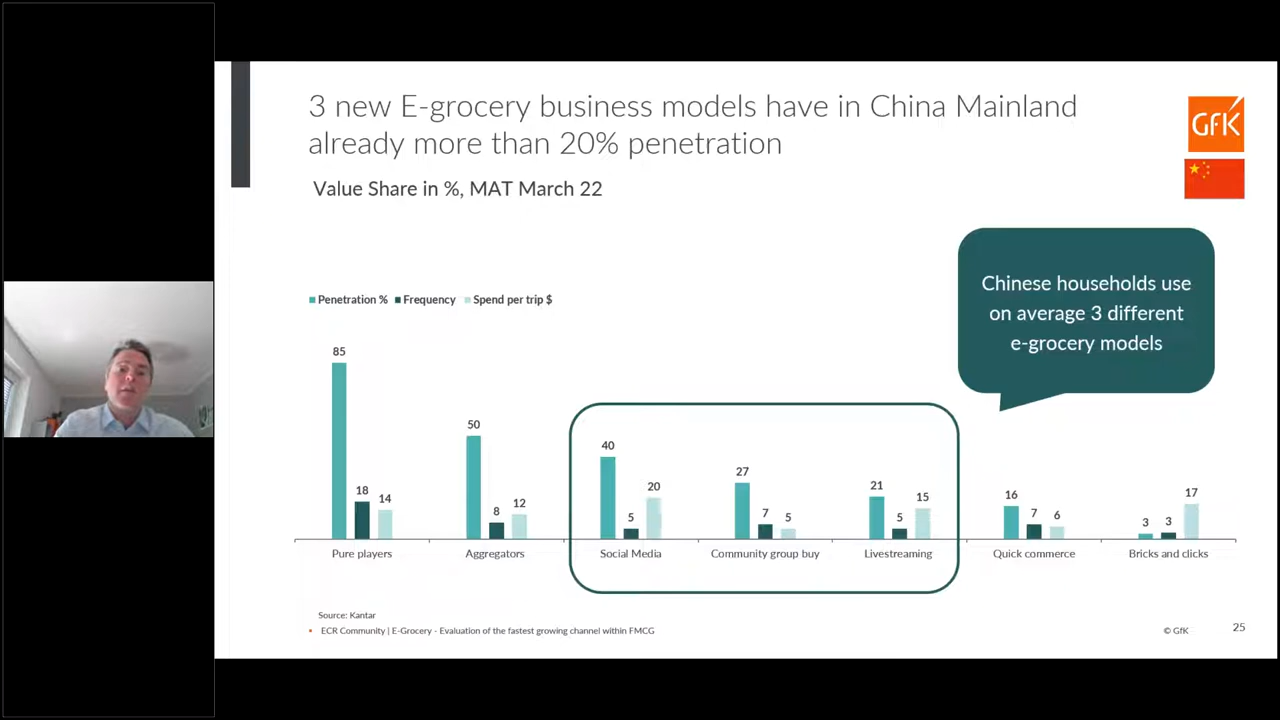 3 new E-grocery business models have in China Mainland
already more than 20% penetration
GfK
Value Share in %, MAT March 22
Chinese households use
on average 3 different
e-grocery models
Penetration % Frequency Spend per trip $
85 18 14
50 8 12
40 5 20
27 7 5
21 5 15
16 7 6
3 3 17
Pure players Aggregators Social Media Community group buy Livestreaming Quick commerce Bricks and clicks
Source: Kantar
• ECR Community | E-Grocery - Evaluation of the fastest growing channel within FMCG
© GfK 25